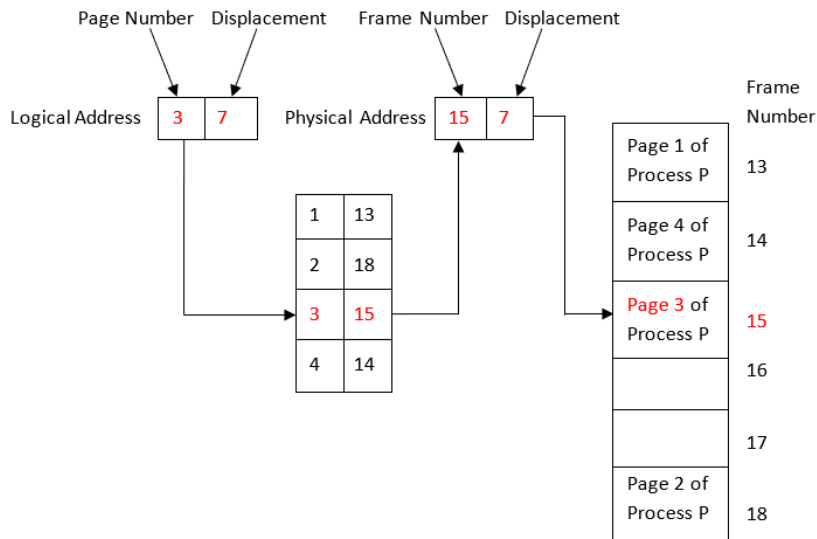 Page Number Displacement Frame Number Displacement
Logical Address 3 7 Physical Address 15 7
Frame
Number
1 13
2 18
3 15
4 14
Page 1 of
Process P
13
Page 4 of
Process P
14
Page 3 of
Process P
15
16
17
Page 2 of
Process P
18